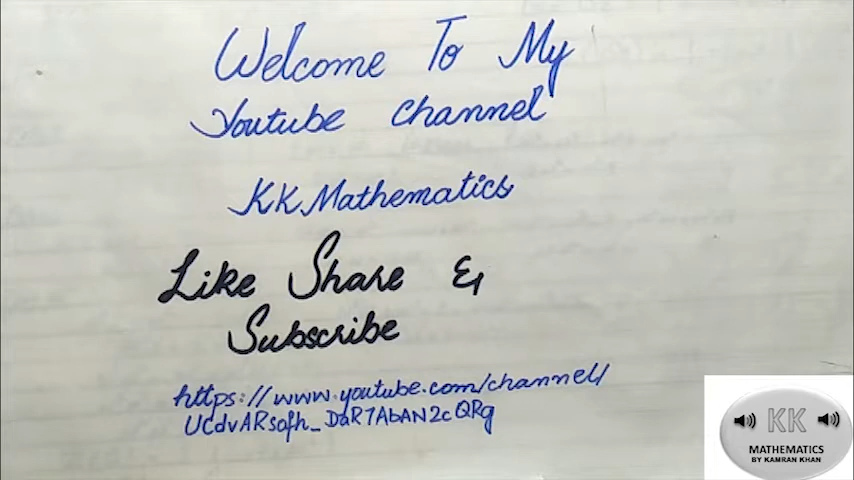 Welcome To My
Youtube Channel
KK Mathematics
Like Share &
Subscribe
https://www.youtube.com/channel/
UCdvARsofh_DaR7AbAN2cQRg
KK
MATHEMATICS
BY KAMRAN KHAN